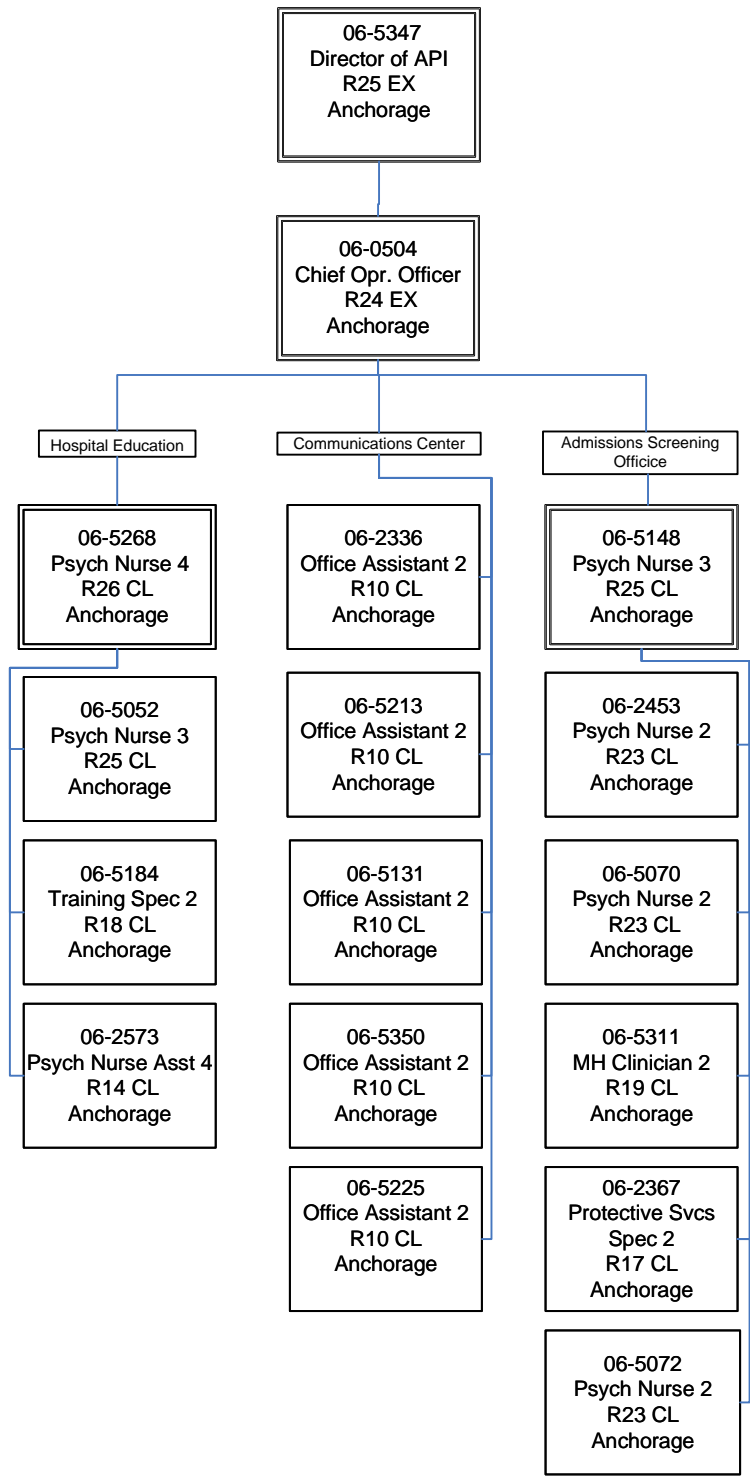 06-5347
Director of API
R25 EX
Anchorage
06-0504
Chief Opr. Officer
R24 EX
Anchorage
Hospital Education
06-5268
Psych Nurse 4
R26 CL
Anchorage
06-5052
Psych Nurse 3
R25 CL
Anchorage
06-5184
Training Spec 2
R18 CL
Anchorage
06-2573
Psych Nurse Asst 4
R14 CL
Anchorage
Communications Center
06-2336
Office Assistant 2
R10 CL
Anchorage
06-5213
Office Assistant 2
R10 CL
Anchorage
06-5131
Office Assistant 2
R10 CL
Anchorage
06-5350
Office Assistant 2
R10 CL
Anchorage
06-5225
Office Assistant 2
R10 CL
Anchorage
Admissions Screening
Officice
06-5148
Psych Nurse 3
R25 CL
Anchorage
06-2453
Psych Nurse 2
R23 CL
Anchorage
06-5070
Psych Nurse 2
R23 CL
Anchorage
06-5311
MH Clinician 2
R19 CL
Anchorage
06-2367
Protective Svcs
Spec 2
R17 CL
Anchorage
06-5072
Psych Nurse 2
R23 CL
Anchorage